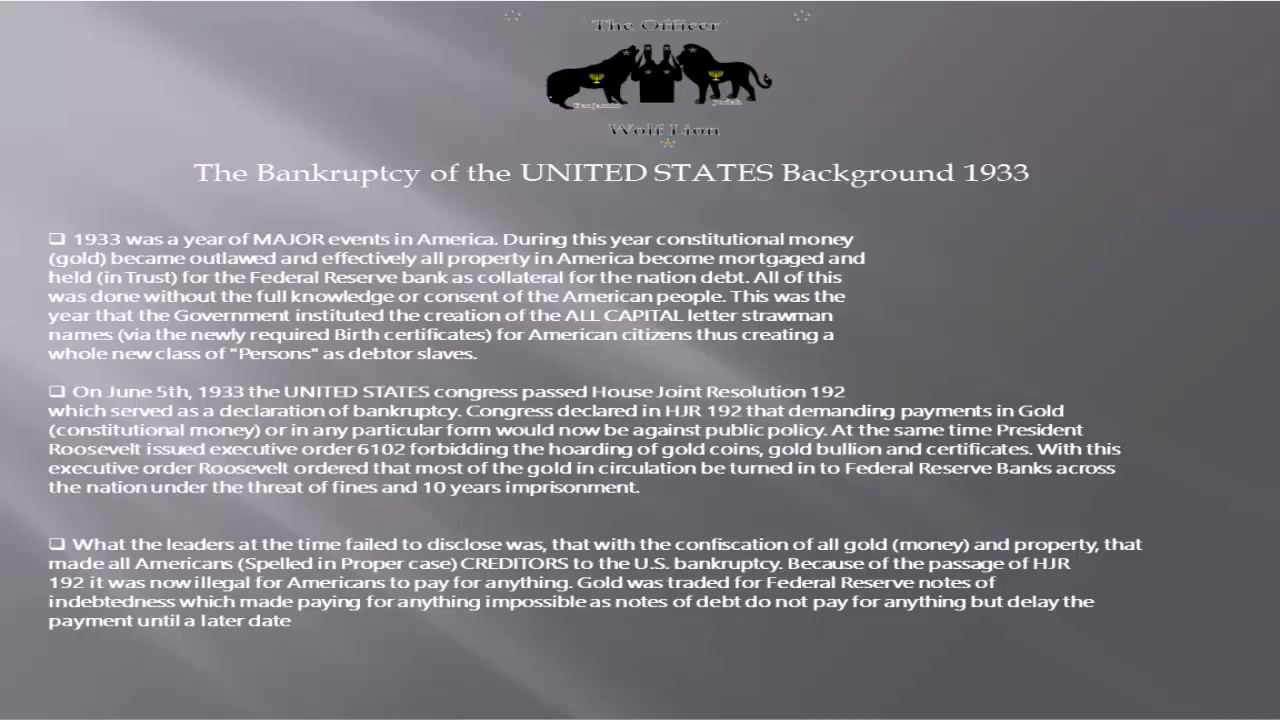 "The Officer"
Benjamin
Judah
Wolf Lion
The Bankruptcy of the UNITED STATES Background 1933
❑ 1933 was a year of MAJOR events in America. During this year constitutional money
(gold) became outlawed and effectively all property in America become mortgaged and
held (in Trust) for the Federal Reserve bank as collateral for the nation debt. All of this
was done without the full knowledge or consent of the American people. This was the
year that the Government instituted the creation of the ALL CAPITAL letter strawman
names (via the newly required Birth certificates) for American citizens thus creating a
whole new class of "Persons" as debtor slaves.
❑ On June 5th, 1933 the UNITED STATES congress passed House Joint Resolution 192
which served as a declaration of bankruptcy. Congress declared in HJR 192 that demanding payments in Gold
(constitutional money) or in any particular form would now be against public policy. At the same time President
Roosevelt issued executive order 6102 forbidding the hoarding of gold coins, gold bullion and certificates. With this
executive order Roosevelt ordered that most of the gold in circulation be turned in to Federal Reserve Banks across
the nation under the threat of fines and 10 years imprisonment.
❑ What the leaders at the time failed to disclose was, that with the confiscation of all gold (money) and property, that
made all Americans (Spelled in Proper case) CREDITORS to the U.S. bankruptcy. Because of the passage of HJR
192 it was now illegal for Americans to pay for anything. Gold was traded for Federal Reserve notes of
indebtedness which made paying for anything impossible as notes of debt do not pay for anything but delay the
payment until a later date